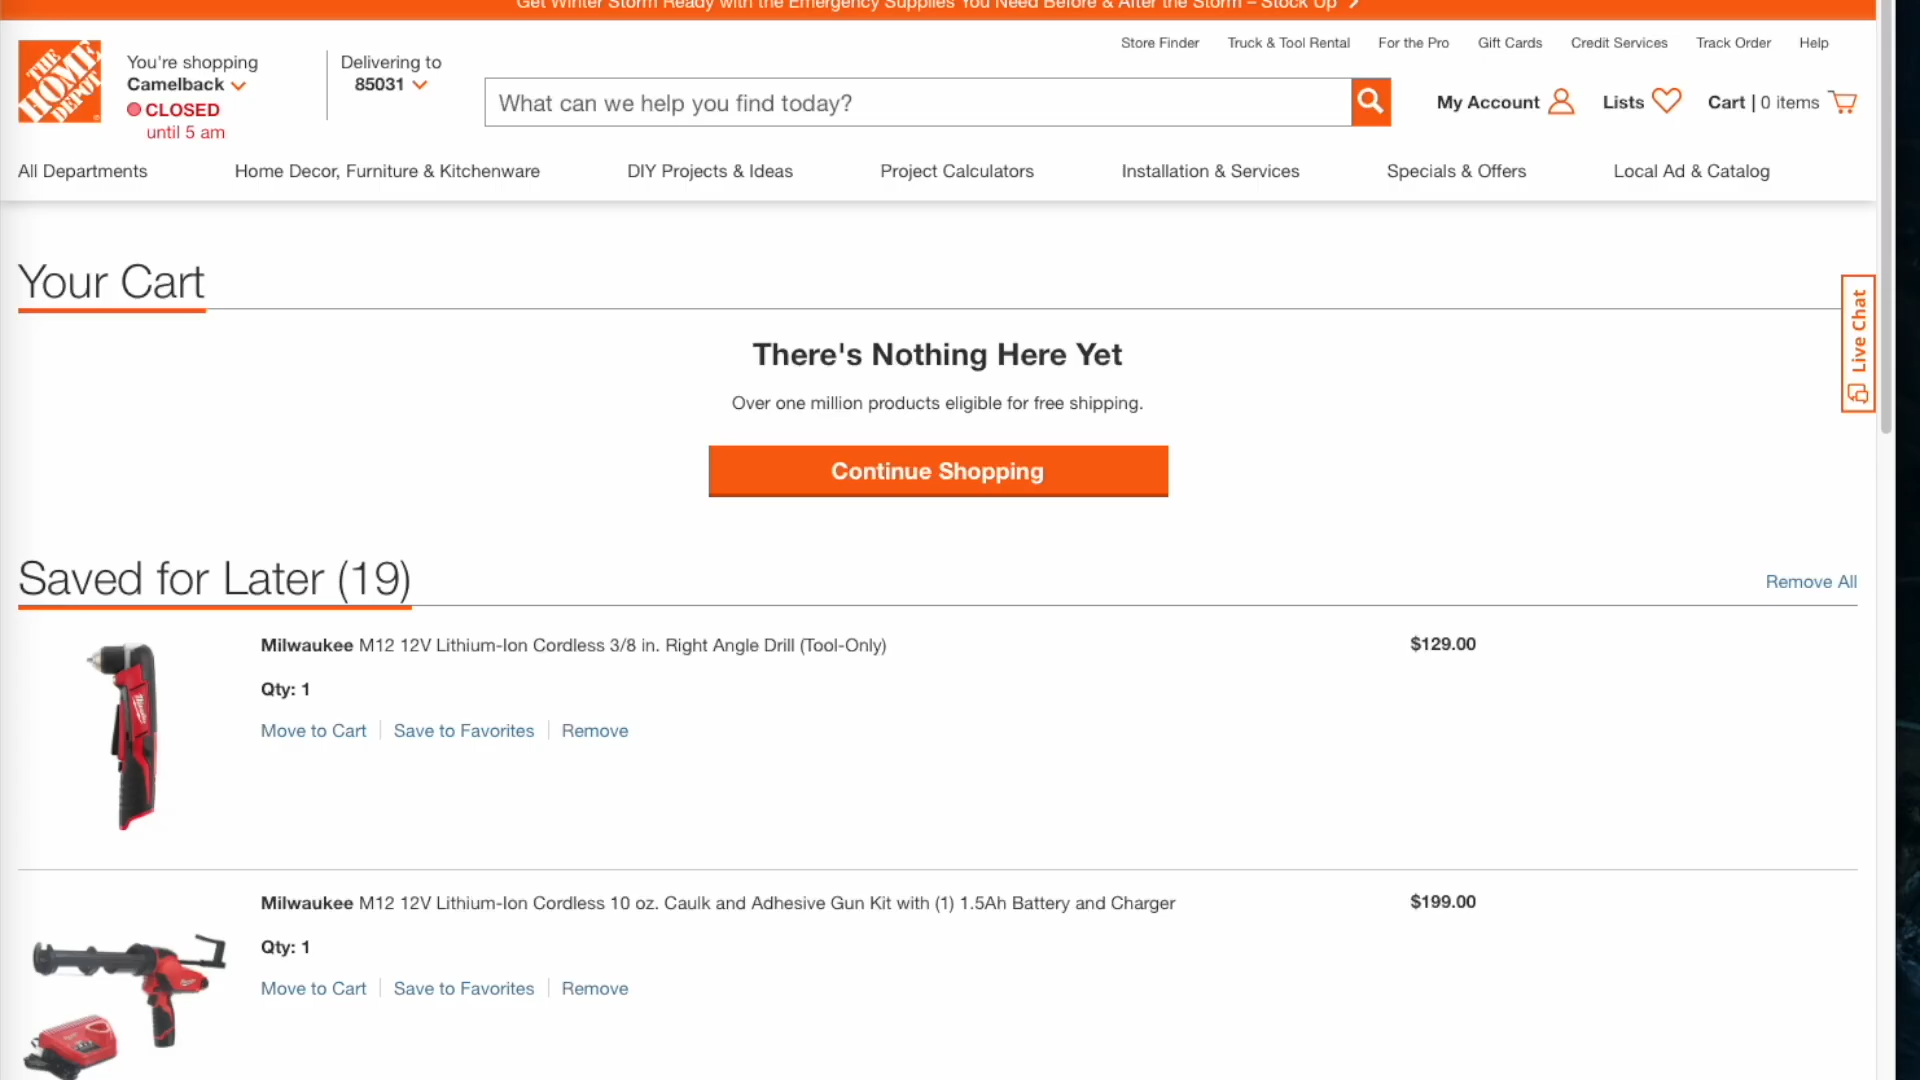 Get Winter Storm Ready with the Emergency Supplies You Need Before & After the Storm – Stock Up
Store Finder Truck & Tool Rental For the Pro Gift Cards Credit Services Track Order Help
THE HOME DEPOT
You're shopping
Camelback
CLOSED
until 5 am
Delivering to
85031
What can we help you find today?
My Account Lists Cart | 0 items
All Departments Home Decor, Furniture & Kitchenware DIY Projects & Ideas Project Calculators Installation & Services Specials & Offers Local Ad & Catalog
Your Cart
Live Chat
There's Nothing Here Yet
Over one million products eligible for free shipping.
Continue Shopping
Saved for Later (19)
Remove All
Milwaukee M12 12V Lithium-Ion Cordless 3/8 in. Right Angle Drill (Tool-Only) $129.00
Qty: 1
Move to Cart Save to Favorites Remove
Milwaukee M12 12V Lithium-Ion Cordless 10 oz. Caulk and Adhesive Gun Kit with (1) 1.5Ah Battery and Charger $199.00
Qty: 1
Move to Cart Save to Favorites Remove